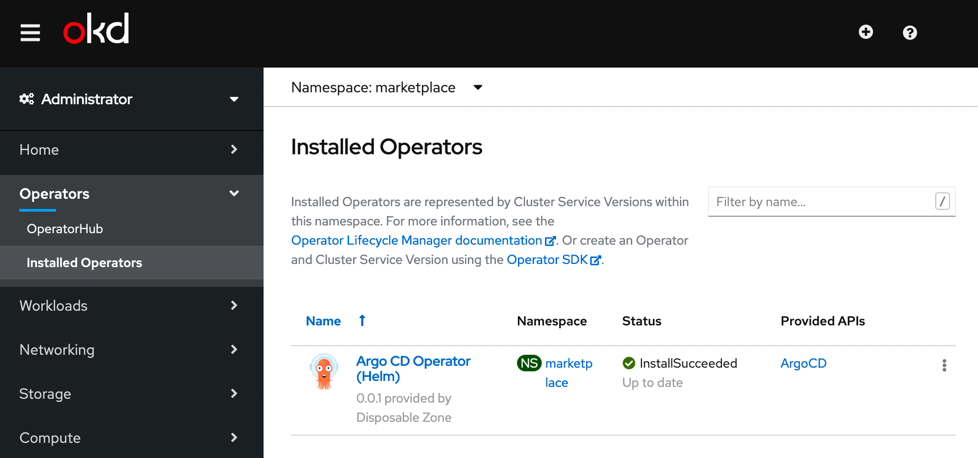 okd
Administrator
Home
Operators
OperatorHub
Installed Operators
Workloads
Networking
Storage
Compute
Namespace: marketplace
Installed Operators
Installed Operators are represented by Cluster Service Versions within
this namespace. For more information, see the
Operator Lifecycle Manager documentation. Or create an Operator
and Cluster Service Version using the Operator SDK.
Filter by name...
/
Name Namespace Status Provided APIs
Argo CD Operator
(Helm)
0.0.1 provided by
Disposable Zone
NS marketp
lace
InstallSucceeded
Up to date
ArgoCD